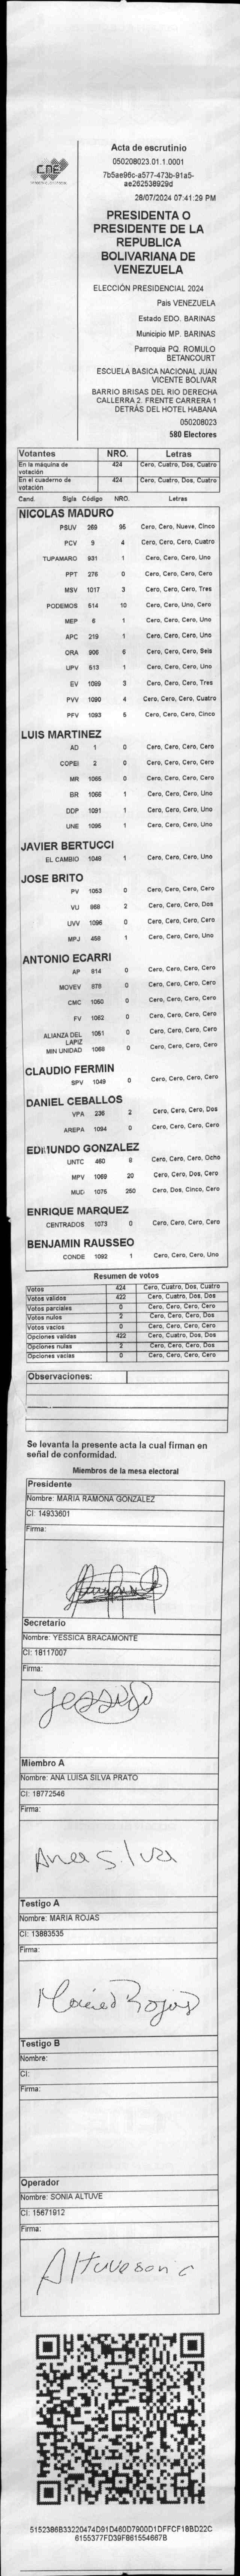 Acta de escrutinio
050208023.01.1.0001
7b5ae96c-a577-473b-91a5-
ae262538929d
28/07/2024 07:41:29 PM
CNE
PRESIDENTA O
PRESIDENTE DE LA
REPUBLICA
BOLIVARIANA DE
VENEZUELA
ELECCIÓN PRESIDENCIAL 2024
Pais VENEZUELA
Estado EDO. BARINAS
Municipio MP. BARINAS
Parroquia PQ. ROMULO
BETANCOURT
ESCUELA BASICA NACIONAL JUAN
VICENTE BOLIVAR
BARRIO BRISAS DEL RIO DERECHA
CALLERRA 2. FRENTE CARRERA 1
DETRÁS DEL HOTEL HABANA
050208023
580 Electores
Votantes NRO. Letras
En la máquina de votación 424 Cero, Cuatro, Dos, Cuatro
En el cuaderno de votación 424 Cero, Cuatro, Dos, Cuatro
Cand. Sigla Código NRO. Letras
NICOLAS MADURO
PSUV 269 95 Cero, Cero, Nueve, Cinco
PCV 9 4 Cero, Cero, Cero, Cuatro
TUPAMARO 931 1 Cero, Cero, Cero, Uno
PPT 276 0 Cero, Cero, Cero, Cero
MSV 1017 3 Cero, Cero, Cero, Tres
PODEMOS 514 10 Cero, Cero, Uno, Cero
MEP 6 1 Cero, Cero, Cero, Uno
APC 219 1 Cero, Cero, Cero, Uno
ORA 906 6 Cero, Cero, Cero, Seis
UPV 513 1 Cero, Cero, Cero, Uno
EV 1089 3 Cero, Cero, Cero, Tres
PVV 1090 4 Cero, Cero, Cero, Cuatro
PFV 1093 5 Cero, Cero, Cero, Cinco
LUIS MARTINEZ
AD 1 0 Cero, Cero, Cero, Cero
COPEI 2 0 Cero, Cero, Cero, Cero
MR 1065 0 Cero, Cero, Cero, Cero
BR 1066 1 Cero, Cero, Cero, Uno
DDP 1091 1 Cero, Cero, Cero, Uno
UNE 1095 1 Cero, Cero, Cero, Uno
JAVIER BERTUCCI
EL CAMBIO 1048 1 Cero, Cero, Cero, Uno
JOSE BRITO
PV 1053 0 Cero, Cero, Cero, Cero
VU 968 2 Cero, Cero, Cero, Dos
UVV 1096 0 Cero, Cero, Cero, Cero
MPJ 458 1 Cero, Cero, Cero, Uno
ANTONIO ECARRI
AP 814 0 Cero, Cero, Cero, Cero
MOVEV 878 0 Cero, Cero, Cero, Cero
CMC 1050 0 Cero, Cero, Cero, Cero
FV 1062 0 Cero, Cero, Cero, Cero
ALIANZA DEL LAPIZ 1051 0 Cero, Cero, Cero, Cero
MIN UNIDAD 1068 0 Cero, Cero, Cero, Cero
CLAUDIO FERMIN
SPV 1049 0 Cero, Cero, Cero, Cero
DANIEL CEBALLOS
VPA 236 2 Cero, Cero, Cero, Dos
AREPA 1094 0 Cero, Cero, Cero, Cero
EDMUNDO GONZALEZ
UNTC 460 8 Cero, Cero, Cero, Ocho
MPV 1069 20 Cero, Cero, Dos, Cero
MUD 1075 250 Cero, Dos, Cinco, Cero
ENRIQUE MARQUEZ
CENTRADOS 1073 0 Cero, Cero, Cero, Cero
BENJAMIN RAUSSEO
CONDE 1092 1 Cero, Cero, Cero, Uno
Resumen de votos
Votos 424 Cero, Cuatro, Dos, Cuatro
Votos validos 422 Cero, Cuatro, Dos, Dos
Votos parciales 0 Cero, Cero, Cero, Cero
Votos nulos 2 Cero, Cero, Cero, Dos
Votos vacios 0 Cero, Cero, Cero, Cero
Opciones validas 422 Cero, Cuatro, Dos, Dos
Opciones nulas 2 Cero, Cero, Cero, Dos
Opciones vacias 0 Cero, Cero, Cero, Cero
Observaciones:
Se levanta la presente acta la cual firman en
señal de conformidad.
Miembros de la mesa electoral
Presidente
Nombre: MARIA RAMONA GONZALEZ
CI: 14933601
Firma:
Secretario
Nombre: YESSICA BRACAMONTE
CI: 18117007
Firma:
Miembro A
Nombre: ANA LUISA SILVA PRATO
CI: 18772546
Firma:
Ana silva
Testigo A
Nombre: MARIA ROJAS
CI: 13883535
Firma:
Maria Rojas
Testigo B
Nombre:
CI:
Firma:
Operador
Nombre: SONIA ALTUVE
CI: 15671912
Firma:
Altuve sonia
5152386B33220474D91D460D7900D1DFFCF18BD22C
6155377FD39F861554667B